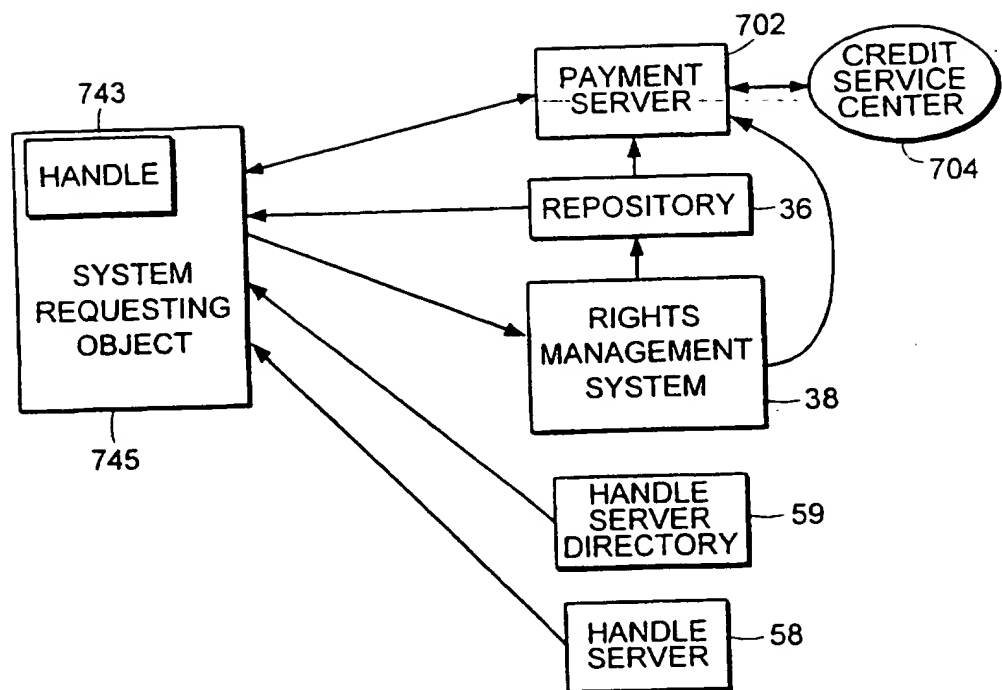 702
PAYMENT
SERVER
CREDIT
SERVICE
CENTER
704
743
HANDLE
SYSTEM
REQUESTING
OBJECT
745
REPOSITORY
36
RIGHTS
MANAGEMENT
SYSTEM
38
HANDLE
SERVER
DIRECTORY
59
HANDLE
SERVER
58